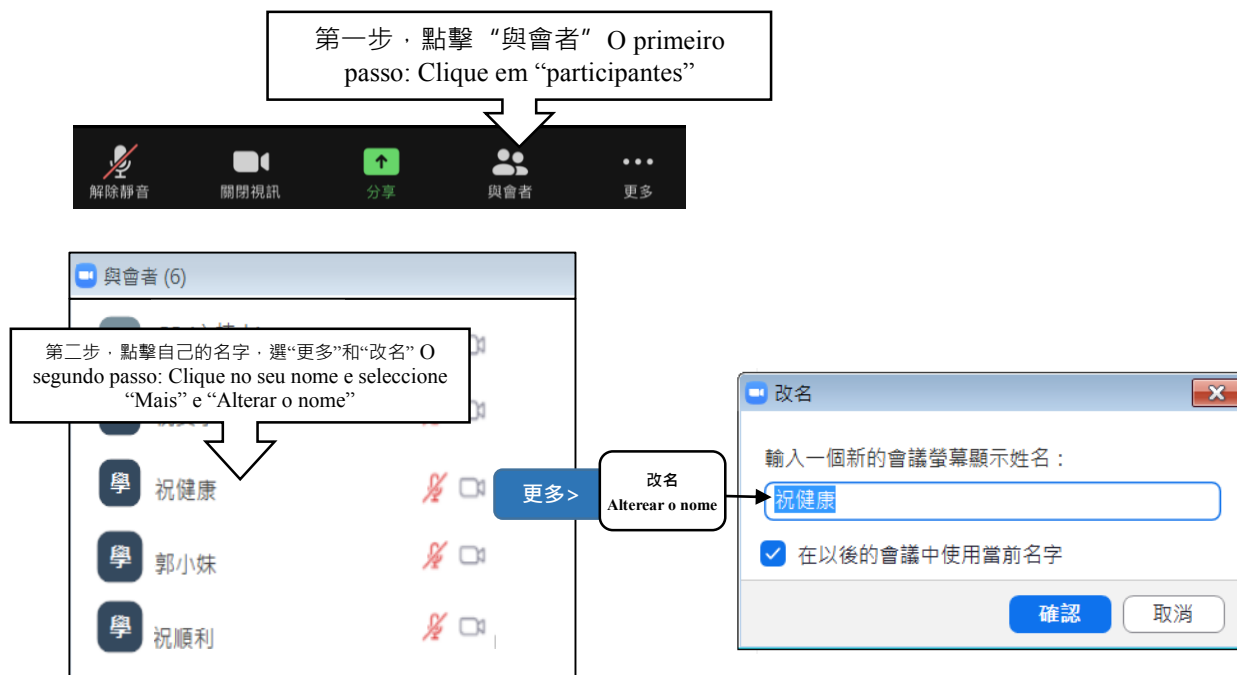 第一步，點擊 “與會者” O primeiro
passo: Clique em “participantes”
解除靜音
關閉視訊
分享
與會者
更多
與會者 (6)
第二步，點擊自己的名字，選“更多”和“改名” O
segundo passo: Clique no seu nome e seleccione
“Mais” e “Alterar o nome”
學 祝健康
學 郭小妹
學 祝順利
更多>
改名
Alterear o nome
改名
輸入一個新的會議螢幕顯示姓名：
祝健康
在以後的會議中使用當前名字
確認
取消